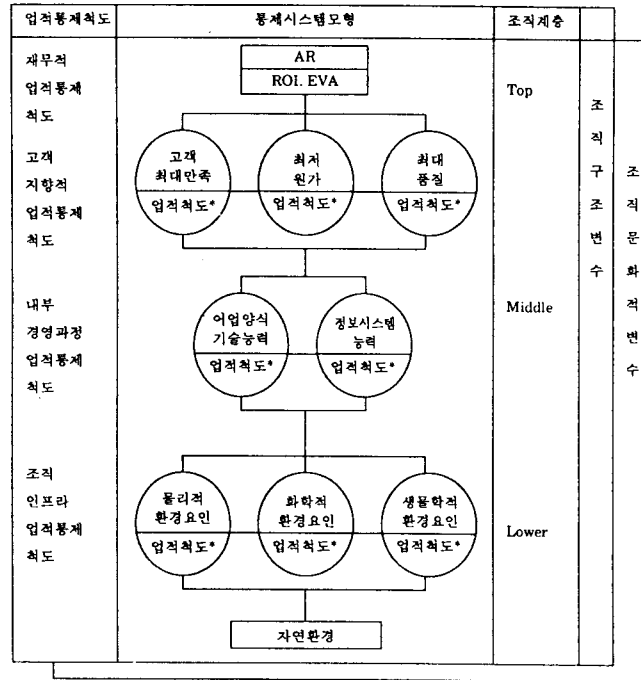 업적통제척도 통제시스템모형 조직계층
재무적
업적통제
척도
AR
ROI. EVA
Top
고객
지향적
업적통제
척도
고객
최대만족
업적척도*
최저
원가
업적척도*
최대
품질
업적척도*
내부
경영과정
업적통제
척도
어업양식
기술능력
업적척도*
정보시스템
능력
업적척도*
Middle
조직
인프라
업적통제
척도
물리적
환경요인
업적척도*
화학적
환경요인
업적척도*
생물학적
환경요인
업적척도*
Lower
자연환경
조
직
구
조
변
수
조
직
문
화
적
변
수